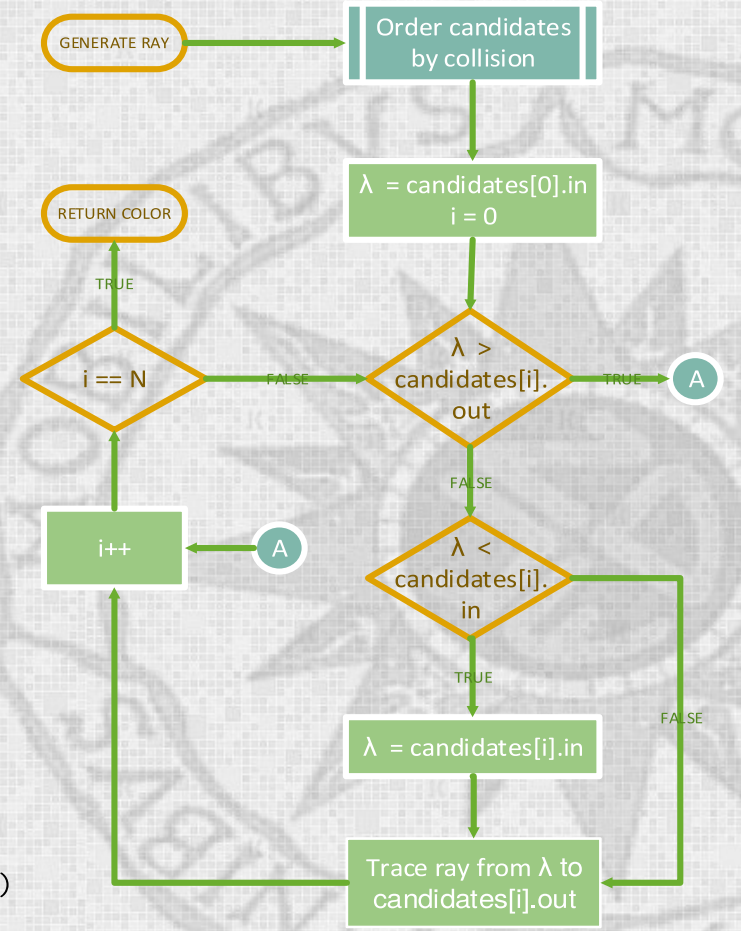 GENERATE RAY
Order candidates
by collision
λ = candidates[0].in
i = 0
RETURN COLOR
TRUE
i == N
FALSE
λ >
candidates[i].
out
TRUE
A
FALSE
i++
A
λ <
candidates[i].
in
TRUE
FALSE
λ = candidates[i].in
Trace ray from λ to
candidates[i].out
)